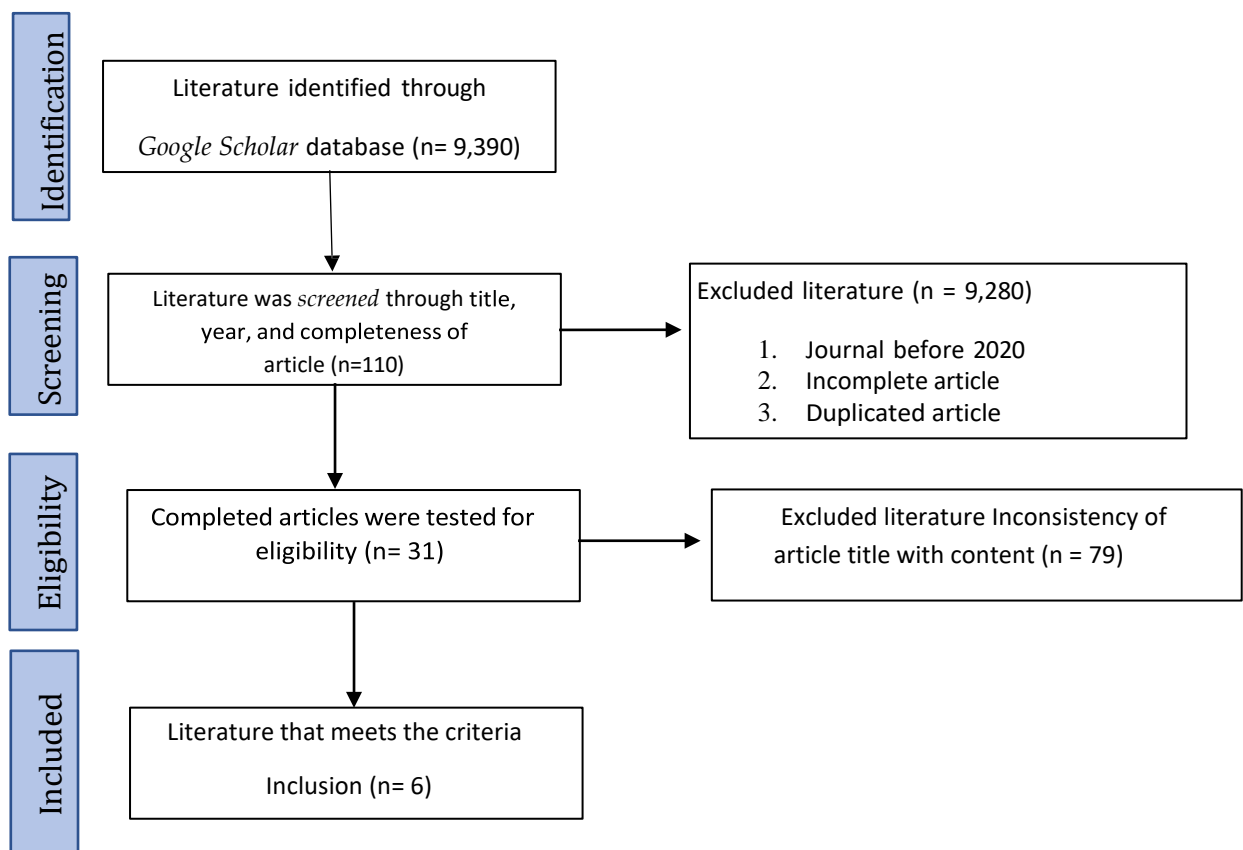 Identification
Literature identified through
Google Scholar database (n= 9,390)
Screening
Literature was screened through title,
year, and completeness of
article (n=110)
Excluded literature (n = 9,280)
1. Journal before 2020
2. Incomplete article
3. Duplicated article
Eligibility
Completed articles were tested for
eligibility (n= 31)
Excluded literature Inconsistency of
article title with content (n = 79)
Included
Literature that meets the criteria
Inclusion (n= 6)